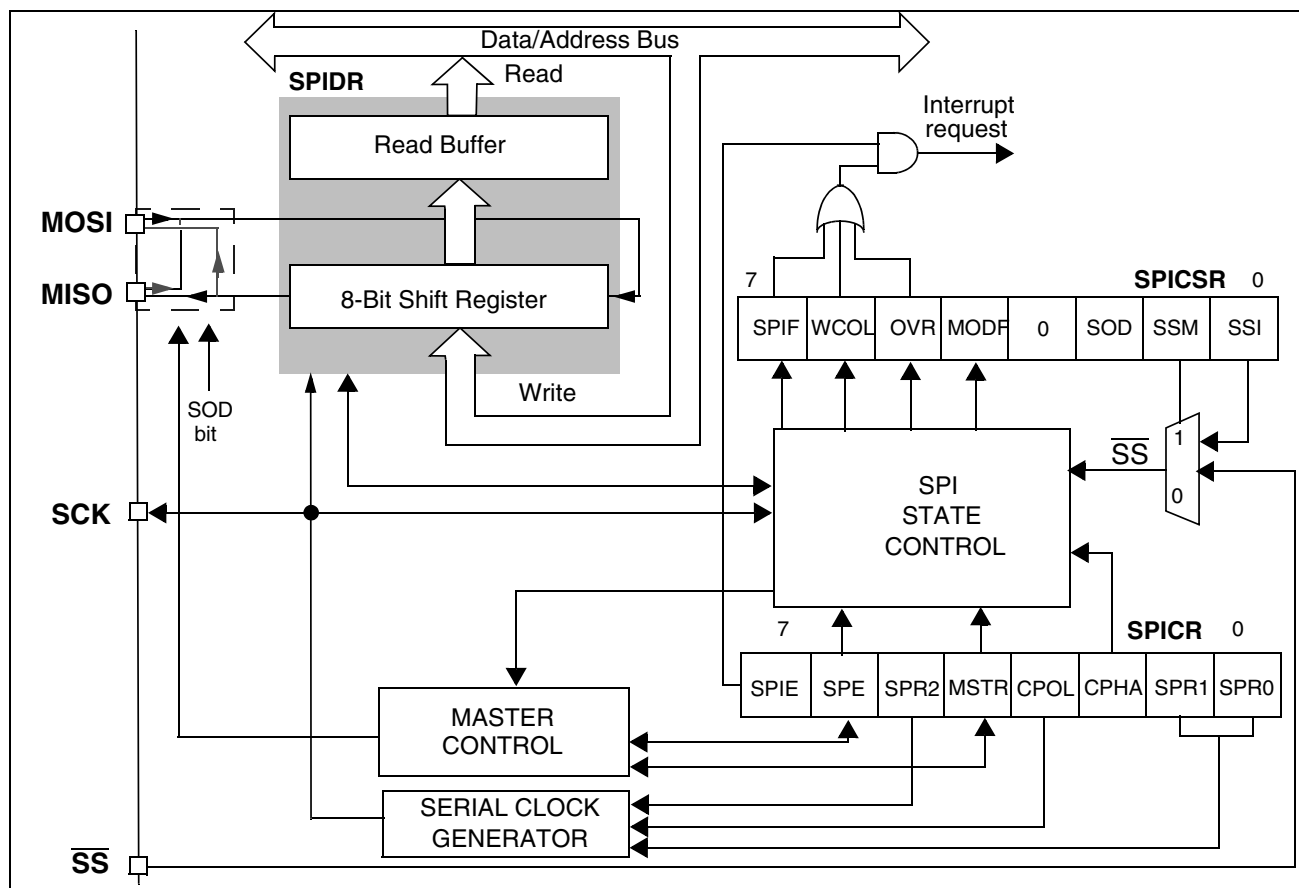 Data/Address Bus
SPIDR
Read
Read Buffer
Interrupt
request
MOSI
MISO
8-Bit Shift Register
7
SPICSR
0
SPIF WCOL OVR MODF 0 SOD SSM SSI
Write
SOD
bit
1
SS
0
SCK
SPI
STATE
CONTROL
7
SPICR
0
SPIE SPE SPR2 MSTR CPOL CPHA SPR1 SPR0
MASTER
CONTROL
SERIAL CLOCK
GENERATOR
SS